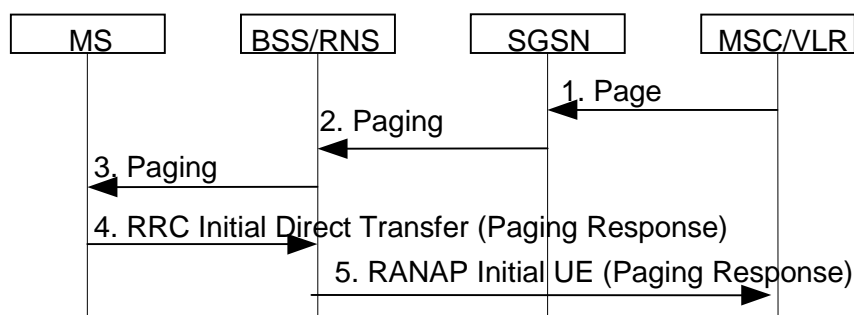 MS
BSS/RNS
SGSN
MSC/VLR
1. Page
2. Paging
3. Paging
4. RRC Initial Direct Transfer (Paging Response)
5. RANAP Initial UE (Paging Response)